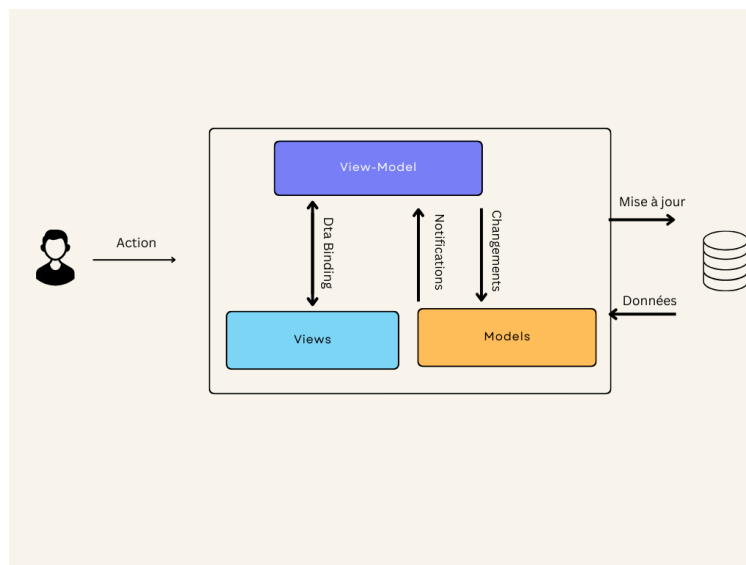 View-Model
Mise à jour
Action
Dta Binding
Notifications
Changements
Données
Views
Models